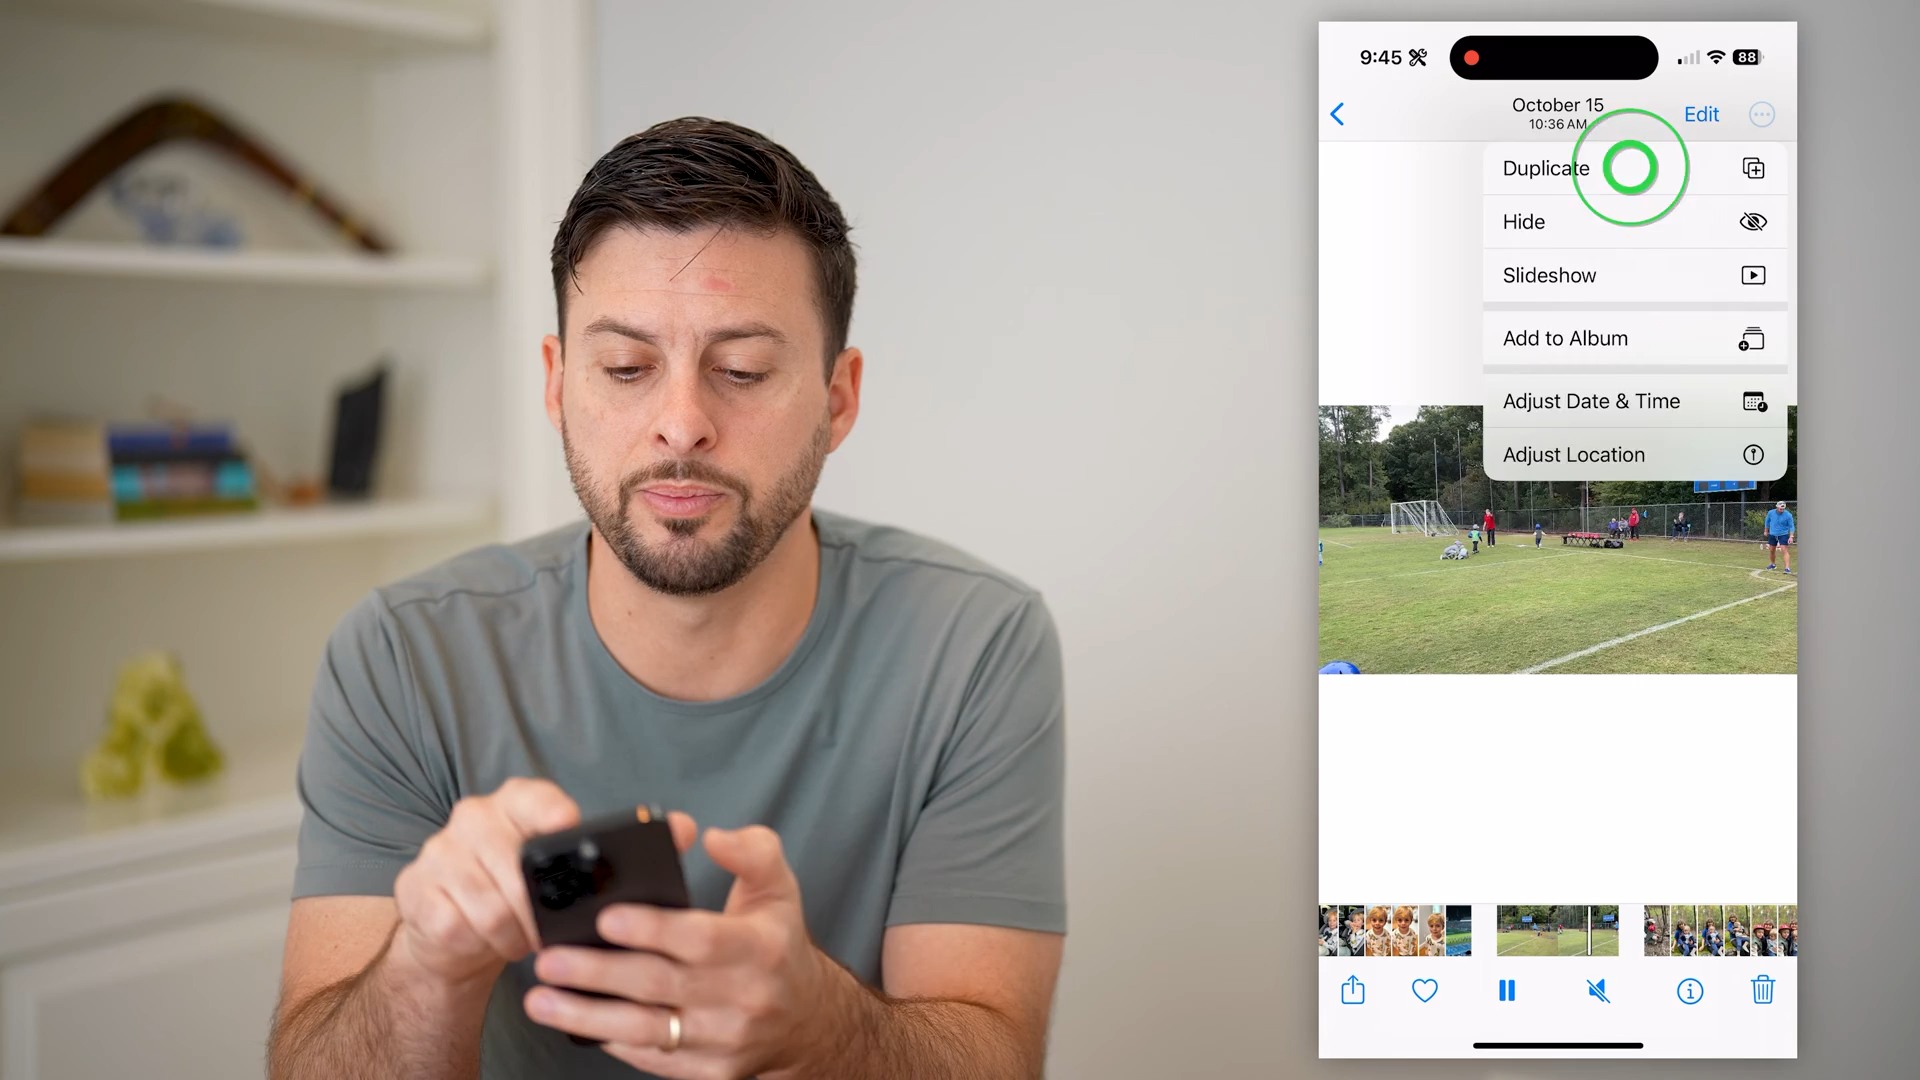 9:45
88
October 15
10:36 AM
Edit
Duplicate
Hide
Slideshow
Add to Album
Adjust Date & Time
Adjust Location